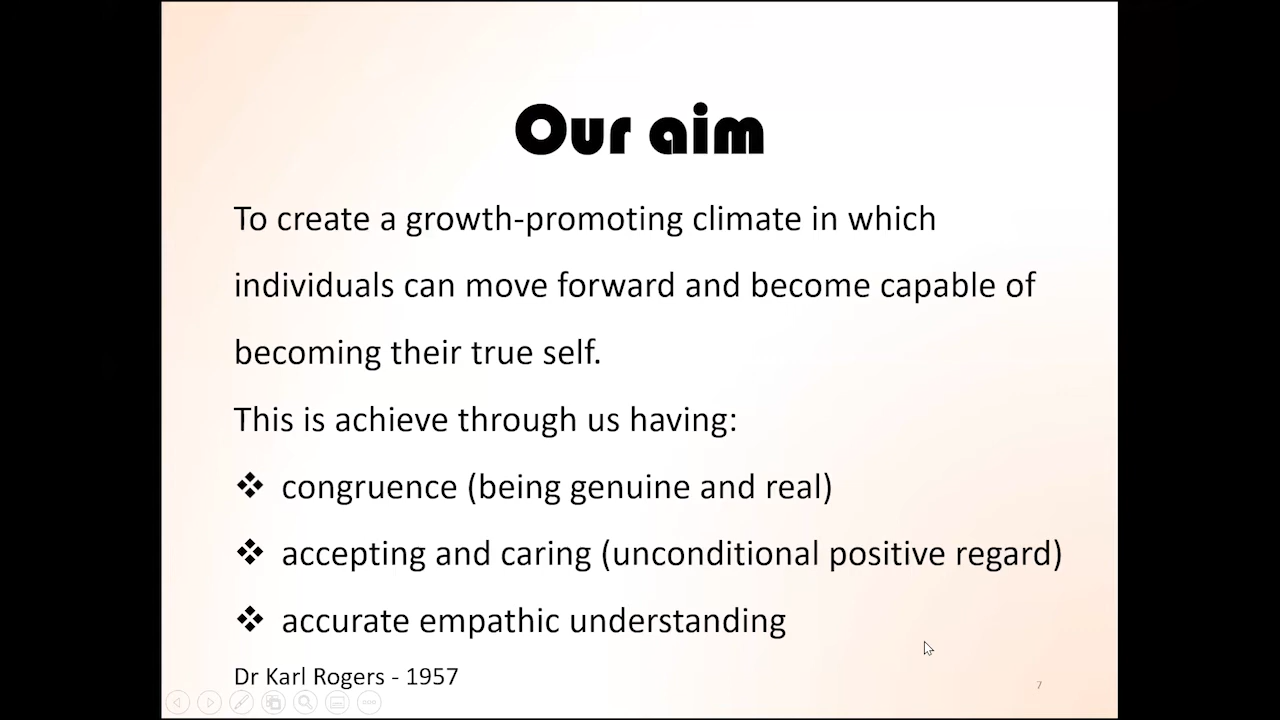 Our aim
To create a growth-promoting climate in which
individuals can move forward and become capable of
becoming their true self.
This is achieve through us having:
❖ congruence (being genuine and real)
❖ accepting and caring (unconditional positive regard)
❖ accurate empathic understanding
Dr Karl Rogers - 1957
7